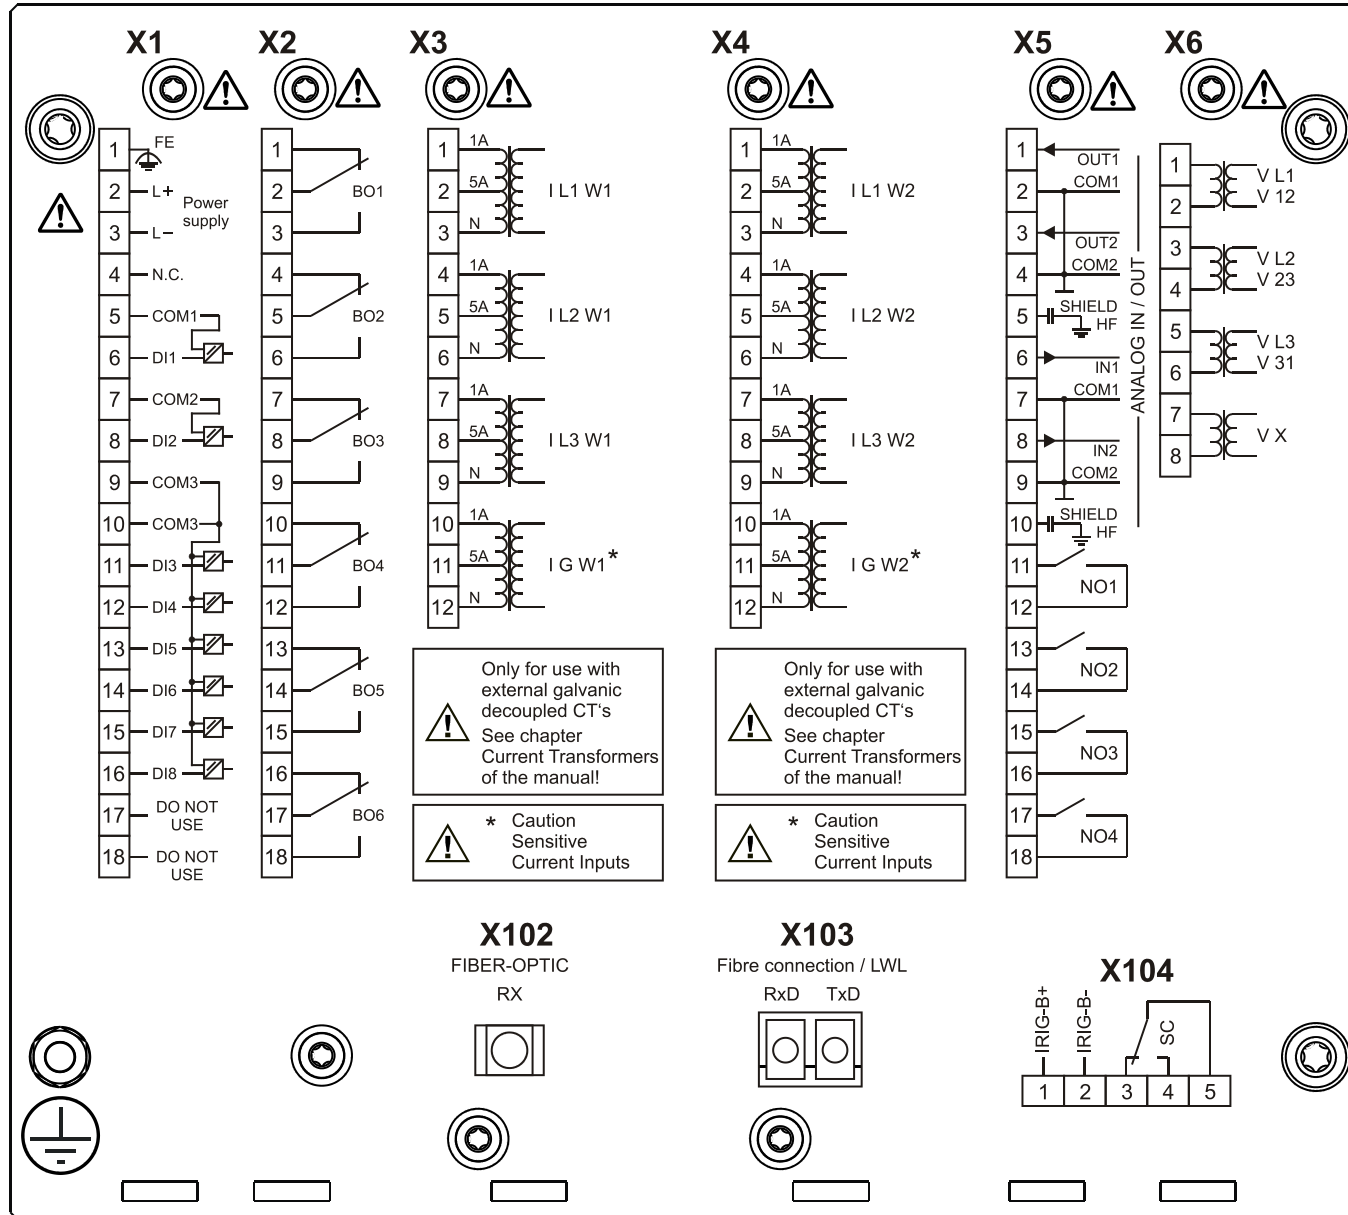 X1
X2
X3
X4
X5
X6
1 FE
2 L+
Power
supply
3 L−
4 N.C.
5 COM1
6 DI1
7 COM2
8 DI2
9 COM3
10 COM3
11 DI3
12 DI4
13 DI5
14 DI6
15 DI7
16 DI8
17 DO NOT
USE
18 DO NOT
USE
1
2 BO1
3
4
5 BO2
6
7
8 BO3
9
10
11 BO4
12
13
14 BO5
15
16
17 BO6
18
1 1A
2 5A I L1 W1
3 N
4 1A
5 5A I L2 W1
6 N
7 1A
8 5A I L3 W1
9 N
10 1A
11 5A I G W1*
12 N
Only for use with
external galvanic
decoupled CT‘s
See chapter
Current Transformers
of the manual!
* Caution
Sensitive
Current Inputs
1 1A
2 5A I L1 W2
3 N
4 1A
5 5A I L2 W2
6 N
7 1A
8 5A I L3 W2
9 N
10 1A
11 5A I G W2*
12 N
Only for use with
external galvanic
decoupled CT‘s
See chapter
Current Transformers
of the manual!
* Caution
Sensitive
Current Inputs
1 OUT1
2 COM1
3 OUT2
4 COM2
5 SHIELD
HF
6 IN1
7 COM1
8 IN2
9 COM2
10 SHIELD
HF
ANALOG IN / OUT
11
NO1
12
13
NO2
14
15
NO3
16
17
NO4
18
1 V L1
2 V 12
3 V L2
4 V 23
5 V L3
6 V 31
7
V X
8
X102
FIBER-OPTIC
RX
X103
Fibre connection / LWL
RxD TxD
X104
IRIG-B+
IRIG-B-
SC
1 2 3 4 5